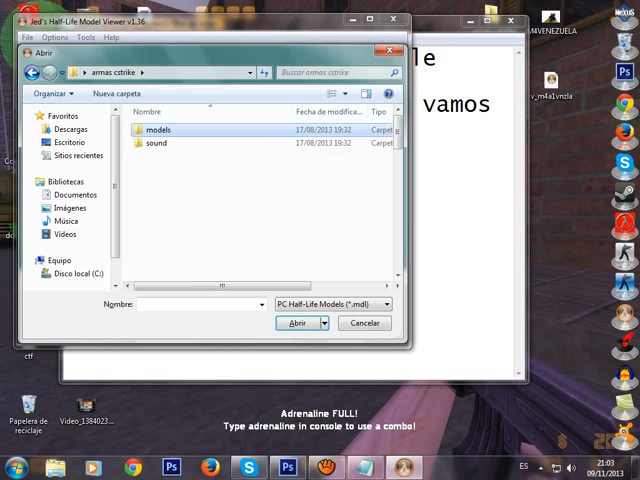 Jed's Half-Life Model Viewer v1.36
File Options Tools Help
Abrir
armas cstrike
Buscar armas cstrike
Organizar
Nueva carpeta
Favoritos
Descargas
Escritorio
Sitios recientes
Bibliotecas
Documentos
Imágenes
Música
Vídeos
Equipo
Disco local (C:)
Nombre Fecha de modifica... Tipo
models 17/08/2013 19:32 Carpet
sound 17/08/2013 19:32 Carpet
Nombre:
PC Half-Life Models (*.mdl)
Abrir
Cancelar
le
vamos
M4VENEZUELA
v_m4a1vnzla
NeXuS
ctf
Papelera de
reciclaje
Video_1384023...
Adrenaline FULL!
Type adrenaline in console to use a combo!
ES
21:03
09/11/2013